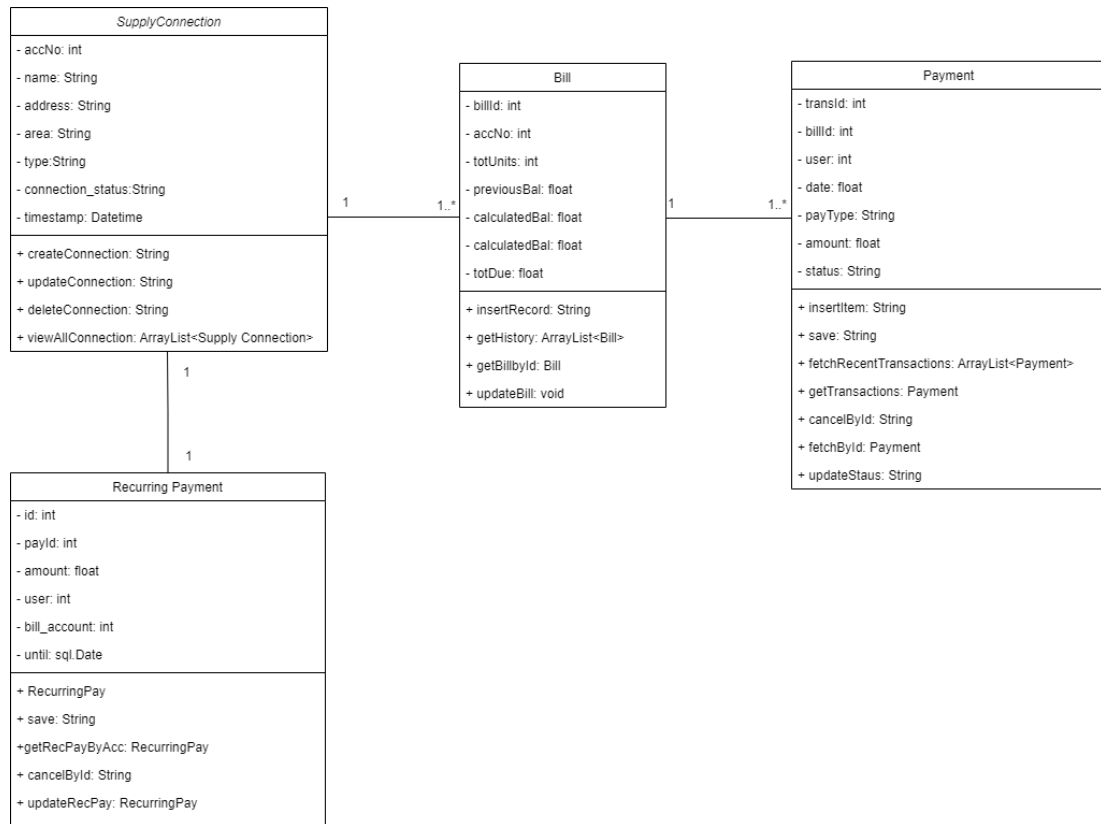 SupplyConnection
- accNo: int
- name: String
- address: String
- area: String
- type:String
- connection_status:String
- timestamp: Datetime
+ createConnection: String
+ updateConnection: String
+ deleteConnection: String
+ viewAllConnection: ArrayList<Supply Connection>
1
1..*
Bill
- billId: int
- accNo: int
- totUnits: int
- previousBal: float
- calculatedBal: float
- calculatedBal: float
- totDue: float
+ insertRecord: String
+ getHistory: ArrayList<Bill>
+ getBillbyId: Bill
+ updateBill: void
1
1..*
Payment
- transId: int
- billId: int
- user: int
- date: float
- payType: String
- amount: float
- status: String
+ insertItem: String
+ save: String
+ fetchRecentTransactions: ArrayList<Payment>
+ getTransactions: Payment
+ cancelById: String
+ fetchById: Payment
+ updateStaus: String
1
1
Recurring Payment
- id: int
- payId: int
- amount: float
- user: int
- bill_account: int
- until: sql.Date
+ RecurringPay
+ save: String
+getRecPayByAcc: RecurringPay
+ cancelById: String
+ updateRecPay: RecurringPay